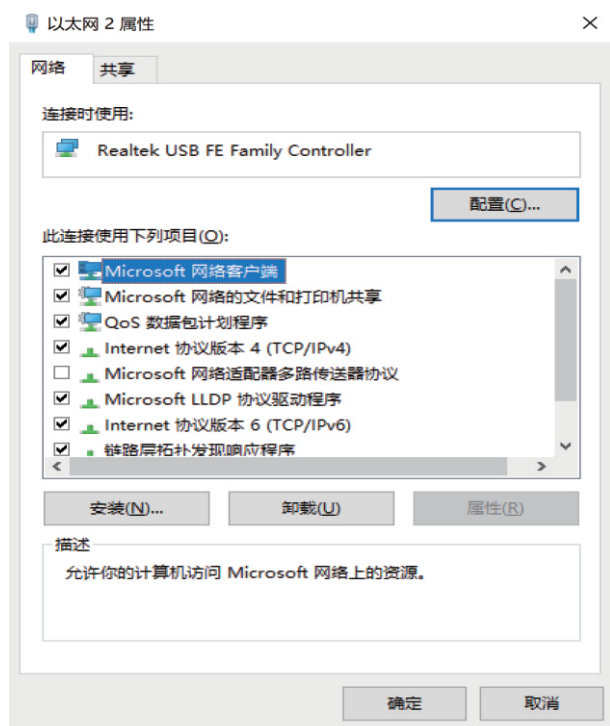 以太网 2 属性
网络
共享
连接时使用:
Realtek USB FE Family Controller
配置(C)...
此连接使用下列项目(O):
Microsoft 网络客户端
Microsoft 网络的文件和打印机共享
QoS 数据包计划程序
Internet 协议版本 4 (TCP/IPv4)
Microsoft 网络适配器多路传送器协议
Microsoft LLDP 协议驱动程序
Internet 协议版本 6 (TCP/IPv6)
链路层拓扑发现响应程序
安装(N)...
卸载(U)
属性(R)
描述
允许你的计算机访问 Microsoft 网络上的资源。
确定
取消